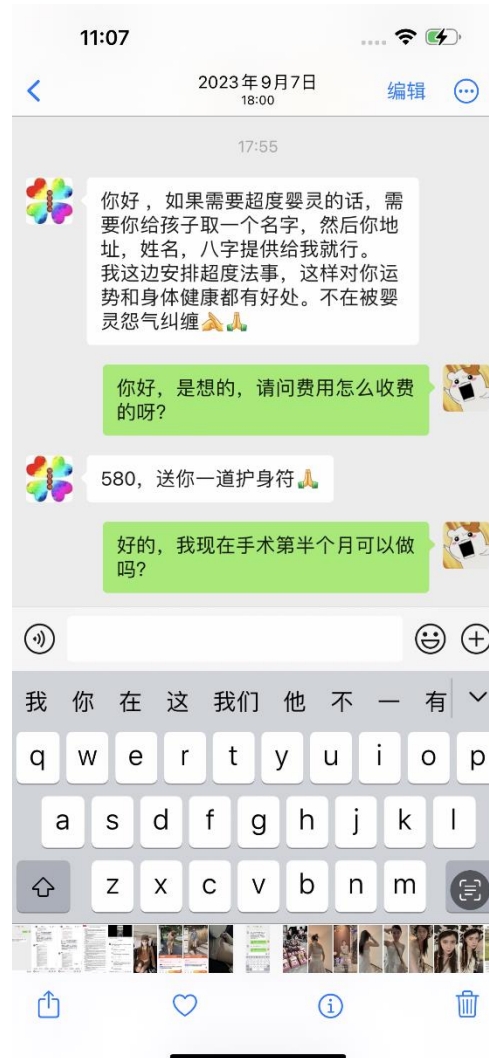 11:07
2023年9月7日
18:00
编辑
17:55
你好，如果需要超度婴灵的话，需
要你给孩子取一个名字，然后你地
址，姓名，八字提供给我就行。
我这边安排超度法事，这样对你运
势和身体健康都有好处。不在被婴
灵怨气纠缠🙏🙏
你好，是想的，请问费用怎么收费
的呀?
580，送你一道护身符🙏
好的，我现在手术第半个月可以做
吗?
我 你 在 这 我们 他 不 一 有
q w e r t y u i o p
a s d f g h j k l
z x c v b n m